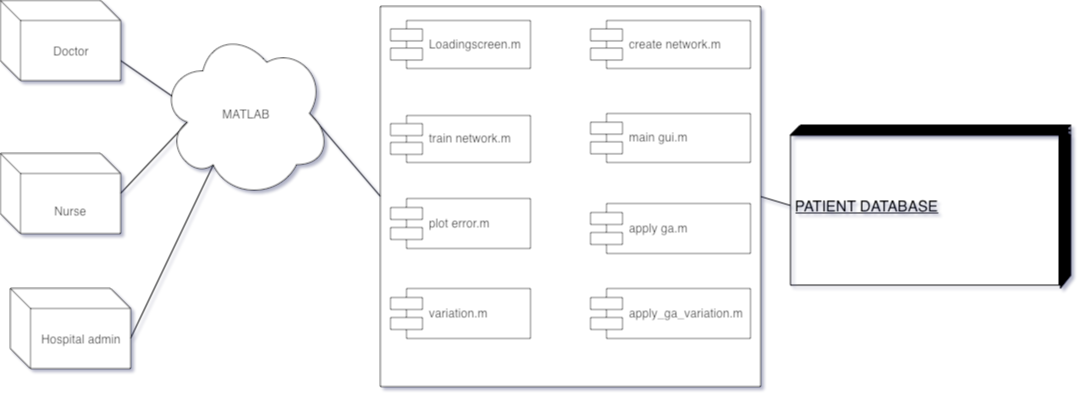 Doctor
Nurse
Hospital admin
MATLAB
Loadingscreen.m
create network.m
train network.m
main gui.m
plot error.m
apply ga.m
variation.m
apply_ga_variation.m
PATIENT DATABASE